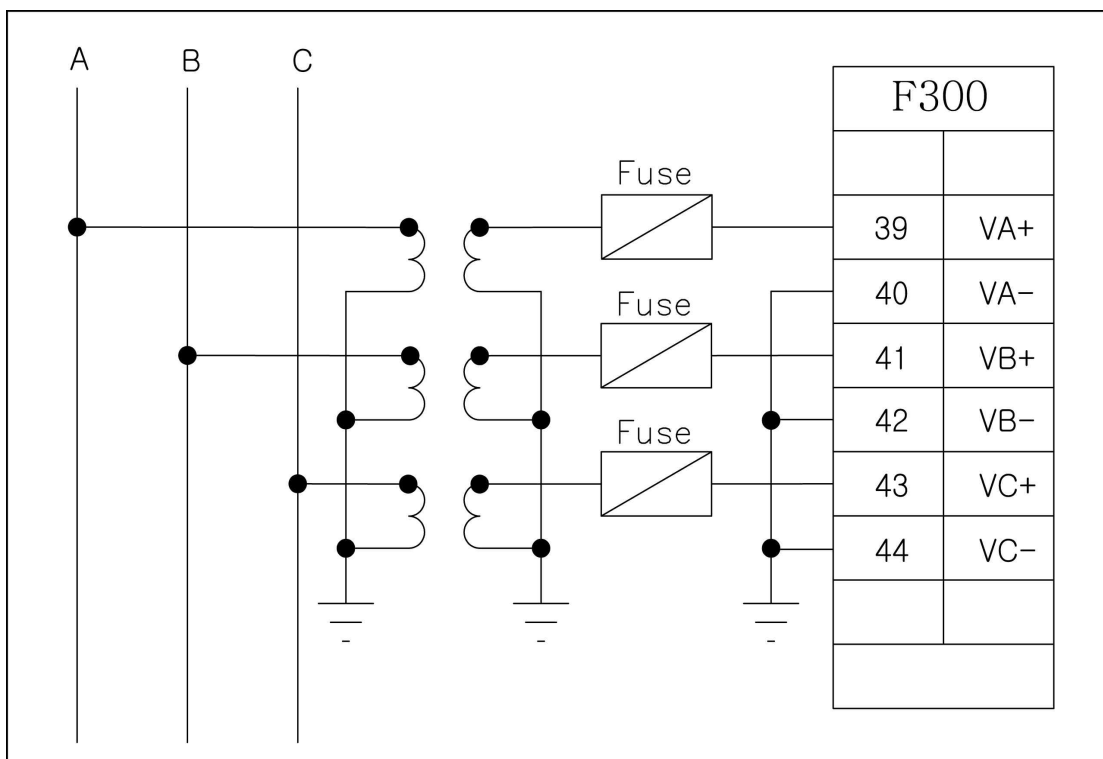 A B C
F300
Fuse
39 VA+
40 VA-
Fuse
41 VB+
42 VB-
Fuse
43 VC+
44 VC-